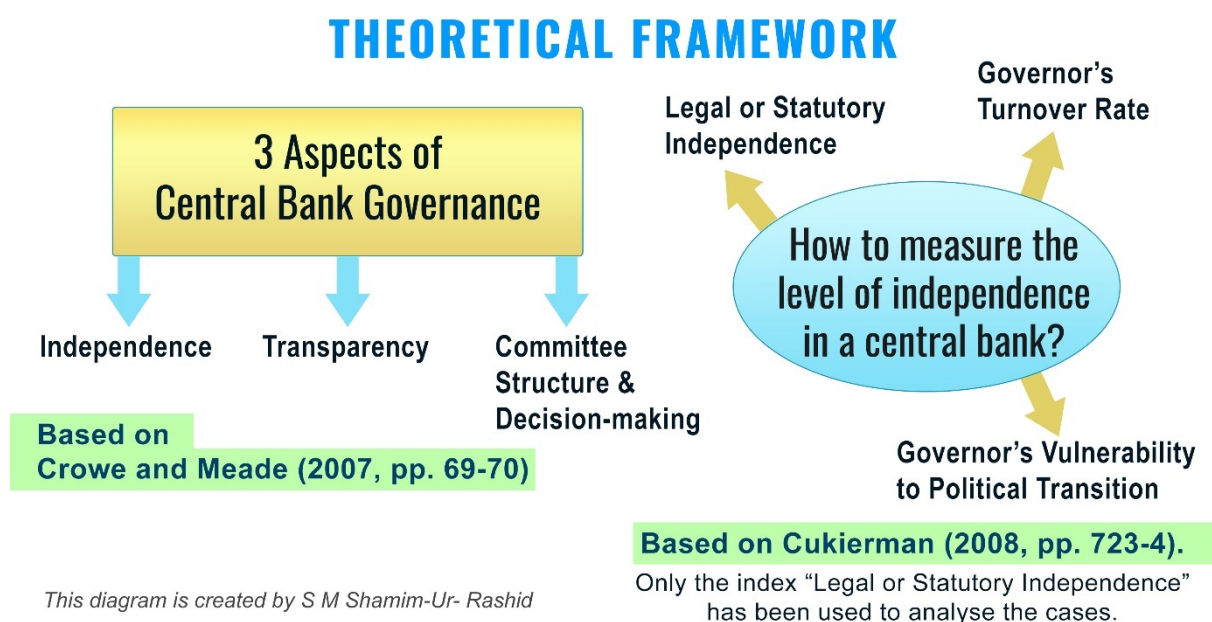 THEORETICAL FRAMEWORK
3 Aspects of
Central Bank Governance
Independence
Transparency
Committee
Structure &
Decision-making
Based on
Crowe and Meade (2007, pp. 69-70)
This diagram is created by S M Shamim-Ur- Rashid
Legal or Statutory
Independence
Governor's
Turnover Rate
How to measure the
level of independence
in a central bank?
Governor's Vulnerability
to Political Transition
Based on Cukierman (2008, pp. 723-4).
Only the index “Legal or Statutory Independence”
has been used to analyse the cases.